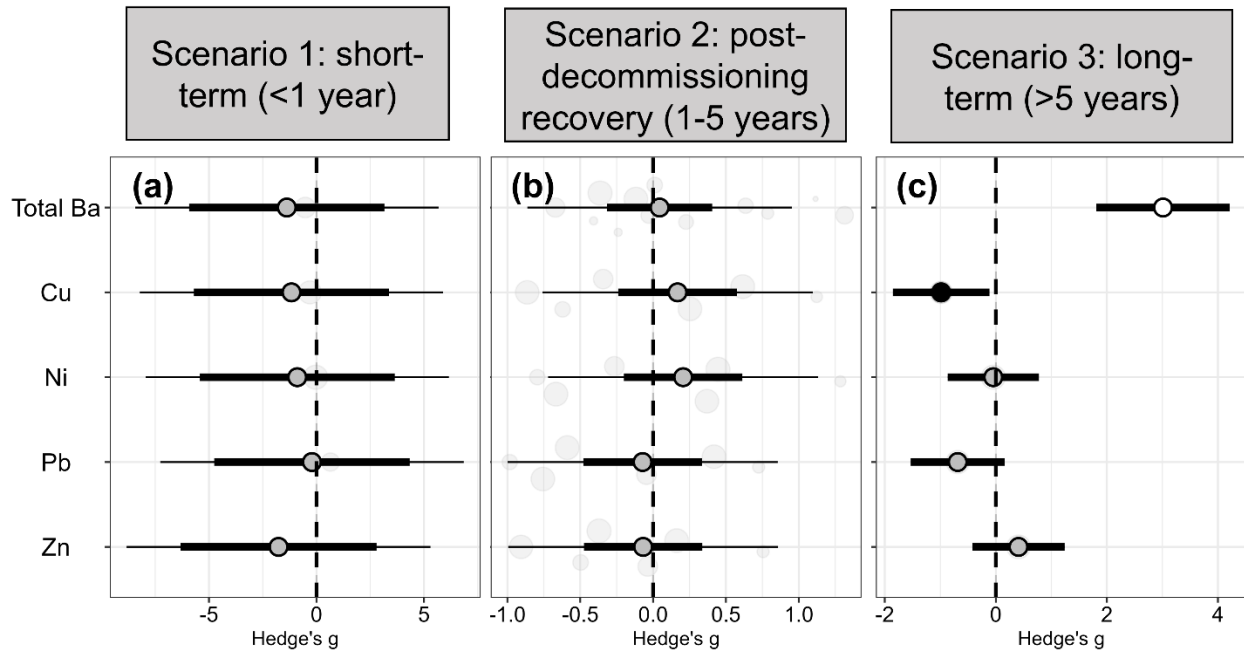 Scenario 1: short-
term (<1 year)
Scenario 2: post-
decommissioning
recovery (1-5 years)
Scenario 3: long-
term (>5 years)
(a)
(b)
(c)
Total Ba
Cu
Ni
Pb
Zn
-5 0 5
-1.0 -0.5 0.0 0.5 1.0
-2 0 2 4
Hedge's g
Hedge's g
Hedge's g